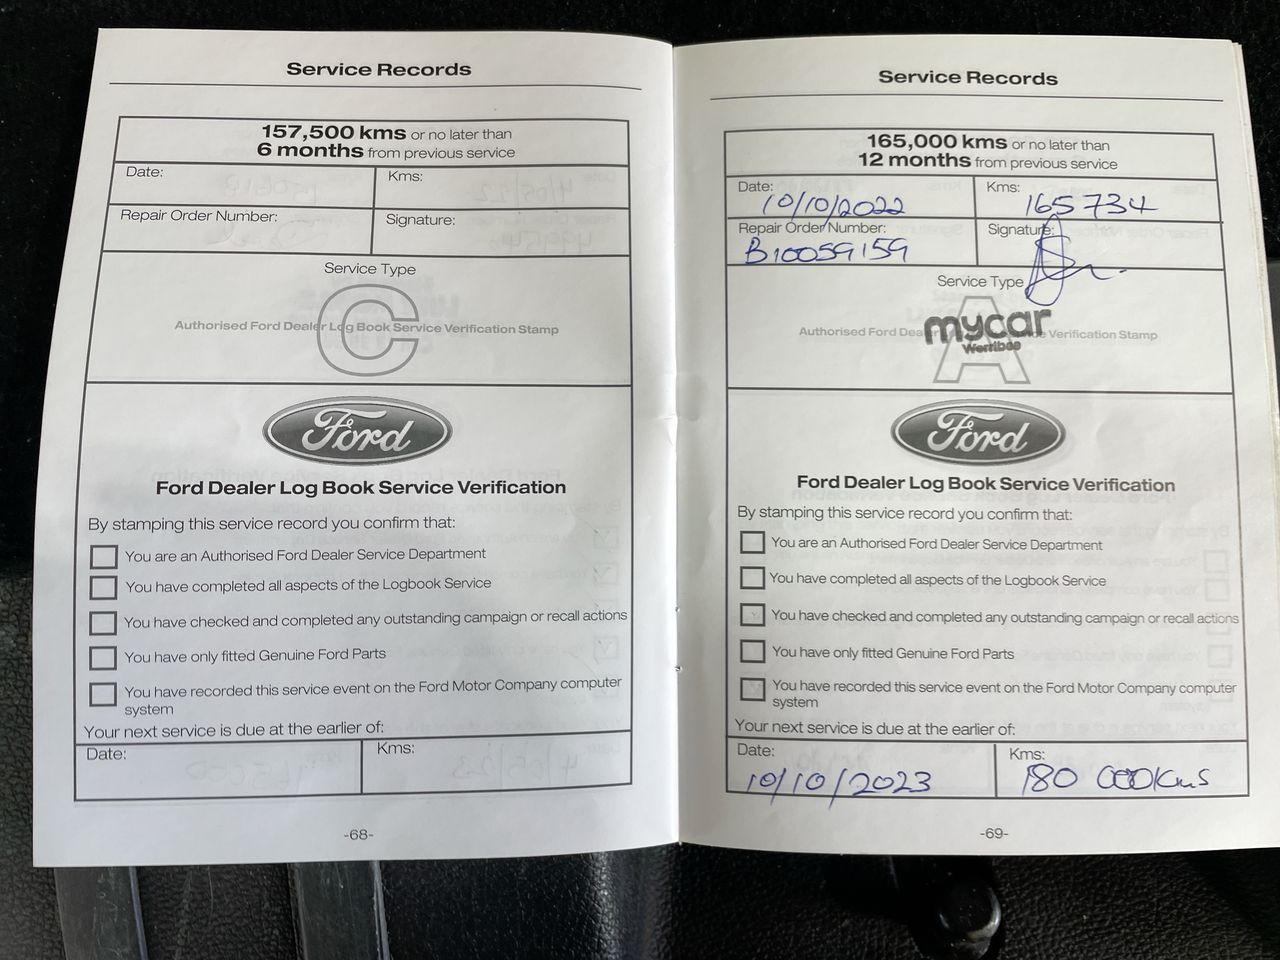 Service Records
157,500 kms or no later than
6 months from previous service
Date:
Kms:
Repair Order Number:
Signature:
Service Type
C
Authorised Ford Dealer Log Book Service Verification Stamp
Ford
Ford Dealer Log Book Service Verification
By stamping this service record you confirm that:
You are an Authorised Ford Dealer Service Department
You have completed all aspects of the Logbook Service
You have checked and completed any outstanding campaign or recall actions
You have only fitted Genuine Ford Parts
You have recorded this service event on the Ford Motor Company computer
system
Your next service is due at the earlier of:
Date:
Kms:
-68-
Service Records
165,000 kms or no later than
12 months from previous service
Date:
10/10/2022
Kms:
165734
Repair Order Number:
B10059159
Signature:
Service Type
A
Authorised Ford Dea Verification Stamp
mycar
Werribee
Ford
Ford Dealer Log Book Service Verification
By stamping this service record you confirm that:
You are an Authorised Ford Dealer Service Department
You have completed all aspects of the Logbook Service
You have checked and completed any outstanding campaign or recall actions
You have only fitted Genuine Ford Parts
You have recorded this service event on the Ford Motor Company computer
system
Your next service is due at the earlier of:
Date:
10/10/2023
Kms:
180 000Kms
-69-